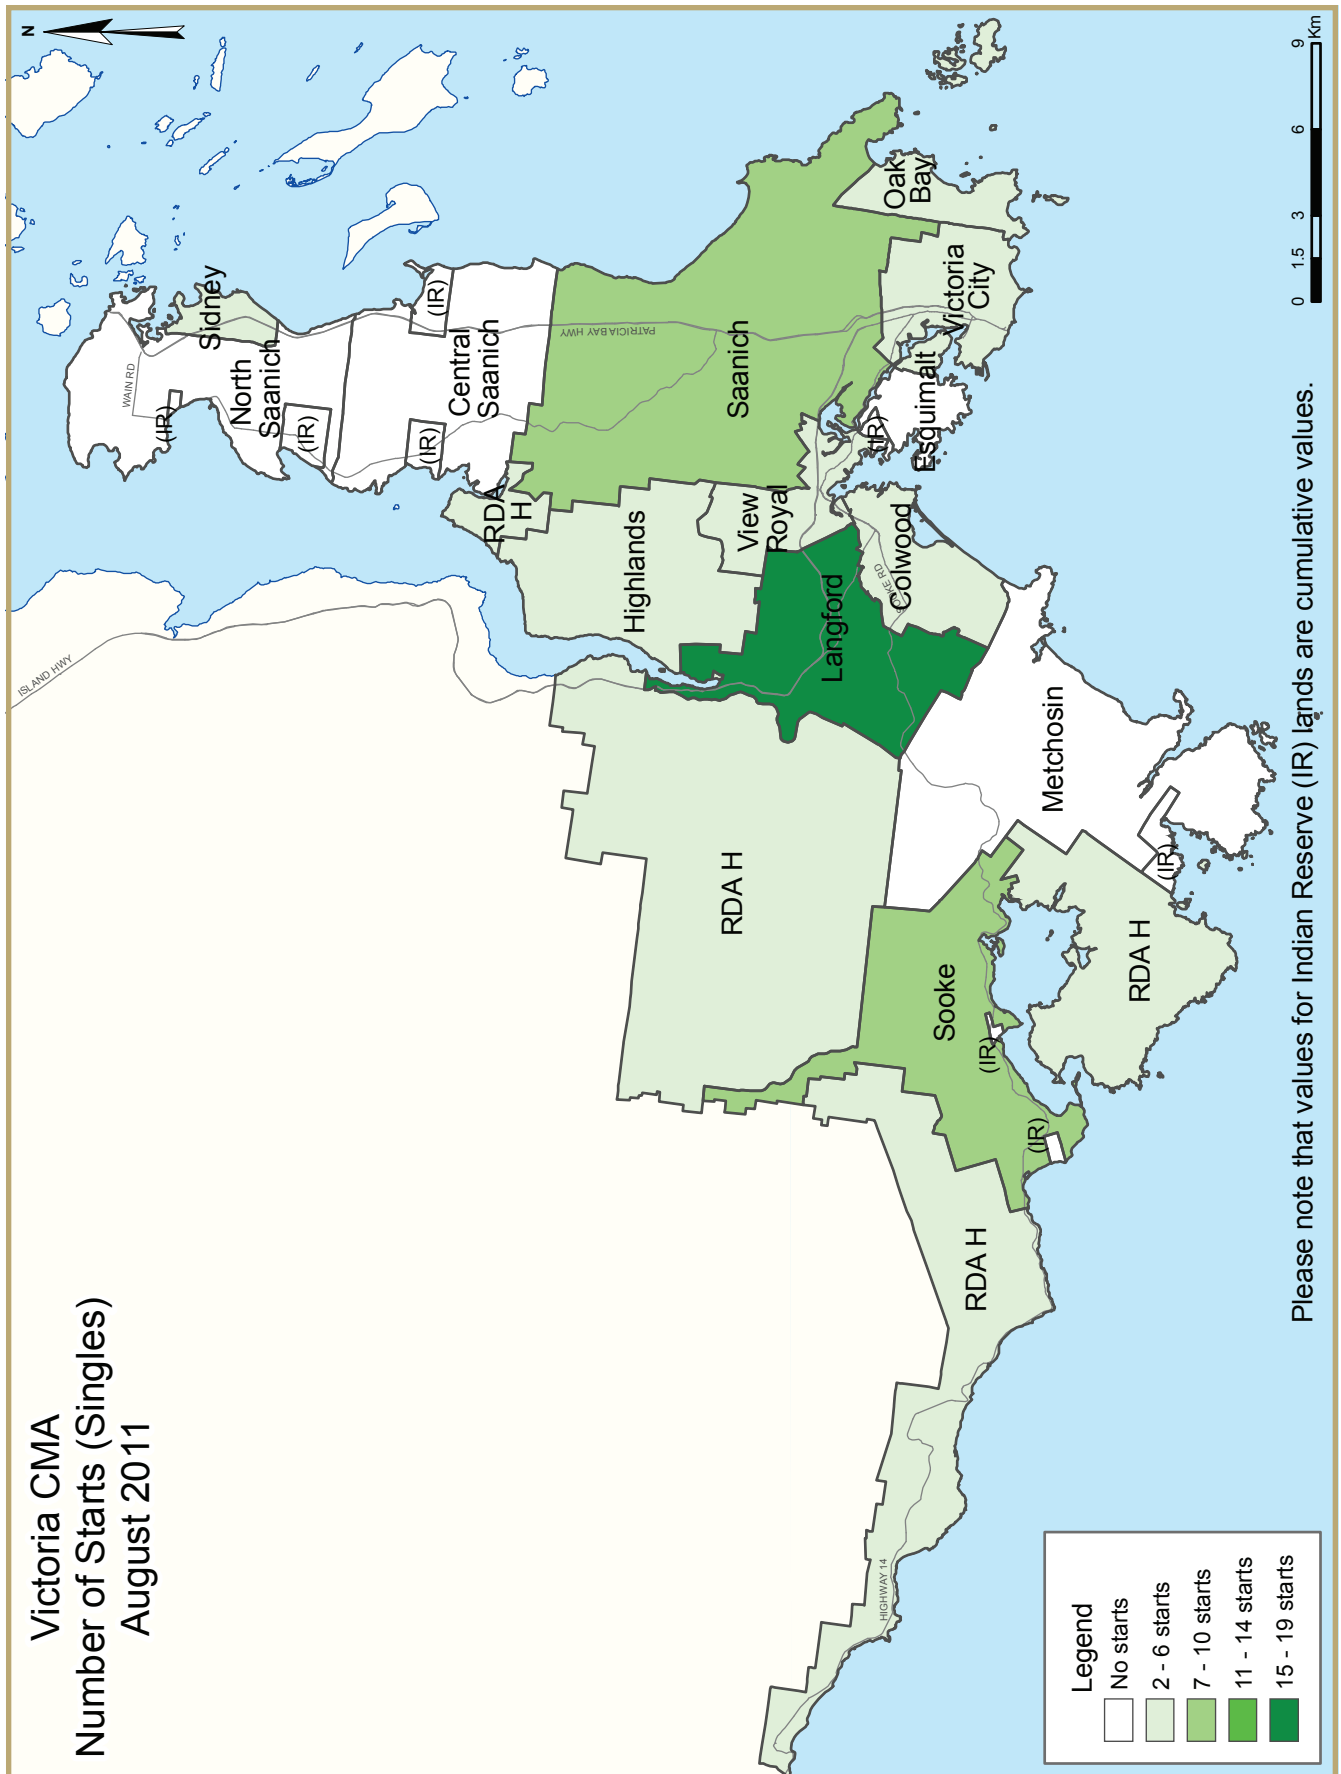 Victoria CMA
Number of Starts (Singles)
August 2011
N
ISLAND HWY
WAIN RD
(IR)
Sidney
North
Saanich
(IR)
(IR)
Central
Saanich
(IR)
PATRICIA BAY HWY
RDA
H
Saanich
Highlands
View
Royal
Oak
Bay
Victoria
City
Esquimalt
(IR)
Langford
Colwood
SOOKE RD
Metchosin
(IR)
RDA H
Sooke
(IR)
(IR)
RDA H
RDA H
HIGHWAY 14
Legend
No starts
2 - 6 starts
7 - 10 starts
11 - 14 starts
15 - 19 starts
0 1.5 3 6 9
Km
Please note that values for Indian Reserve (IR) lands are cumulative values.